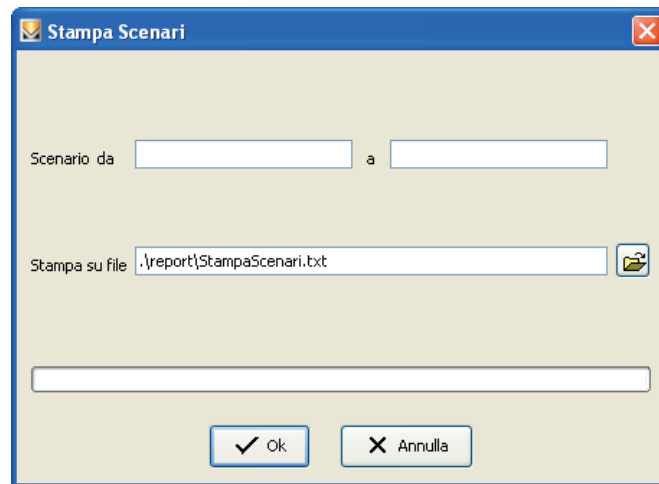 Stampa Scenari
Scenario da a
Stampa su file .\report\StampaScenari.txt
Ok Annulla